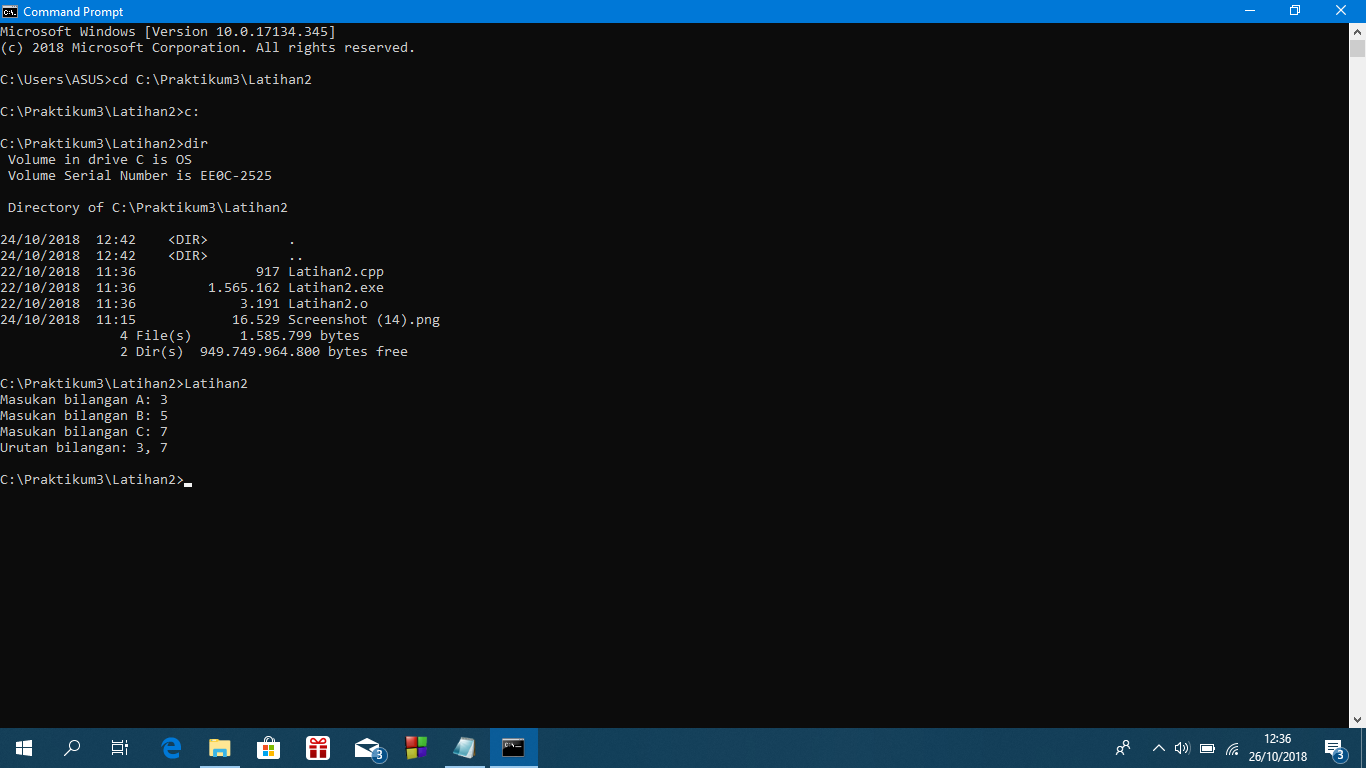 Command Prompt
Microsoft Windows [Version 10.0.17134.345]
(c) 2018 Microsoft Corporation. All rights reserved.
C:\Users\ASUS>cd C:\Praktikum3\Latihan2
C:\Praktikum3\Latihan2>c:
C:\Praktikum3\Latihan2>dir
Volume in drive C is OS
Volume Serial Number is EE0C-2525
Directory of C:\Praktikum3\Latihan2
24/10/2018  12:42    <DIR>          .
24/10/2018  12:42    <DIR>          ..
22/10/2018  11:36               917 Latihan2.cpp
22/10/2018  11:36         1.565.162 Latihan2.exe
22/10/2018  11:36             3.191 Latihan2.o
24/10/2018  11:15            16.529 Screenshot (14).png
4 File(s)      1.585.799 bytes
2 Dir(s)  949.749.964.800 bytes free
C:\Praktikum3\Latihan2>Latihan2
Masukan bilangan A: 3
Masukan bilangan B: 5
Masukan bilangan C: 7
Urutan bilangan: 3, 7
C:\Praktikum3\Latihan2>
3
12:36
26/10/2018
3